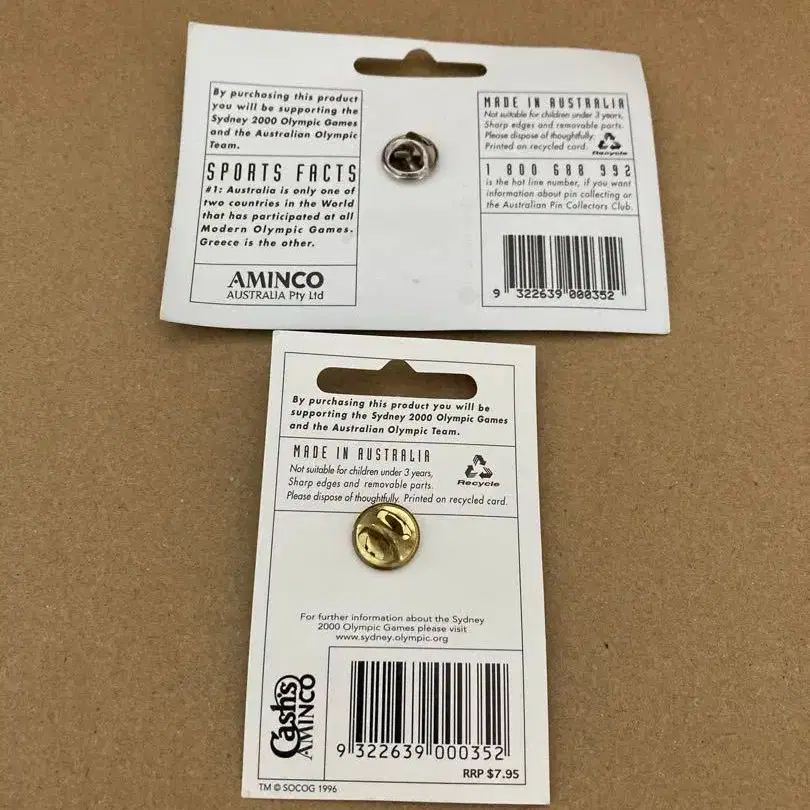 By purchasing this product
you will be supporting the
Sydney 2000 Olympic Games
and the Australian Olympic
Team.
SPORTS FACTS
#1: Australia is only one of
two countries in the World
that has participated at all
Modern Olympic Games.
Greece is the other.
AMINCO
AUSTRALIA Pty Ltd
MADE IN AUSTRALIA
Not suitable for children under 3 years,
Sharp edges and removable parts.
Please dispose of thoughtfully.
Printed on recycled card.
Recycle
1 800 688 992
is the hot line number, if you want
information about pin collecting or
the Australian Pin Collectors Club.
9 322639 000352
By purchasing this product you will be
supporting the Sydney 2000 Olympic Games
and the Australian Olympic Team.
MADE IN AUSTRALIA
Not suitable for children under 3 years,
Sharp edges and removable parts.
Please dispose of thoughtfully. Printed on recycled card.
Recycle
For further information about the Sydney
2000 Olympic Games please visit
www.sydney.olympic.org
Cash's
AMINCO
9 322639 000352
RRP $7.95
TM © SOCOG 1996